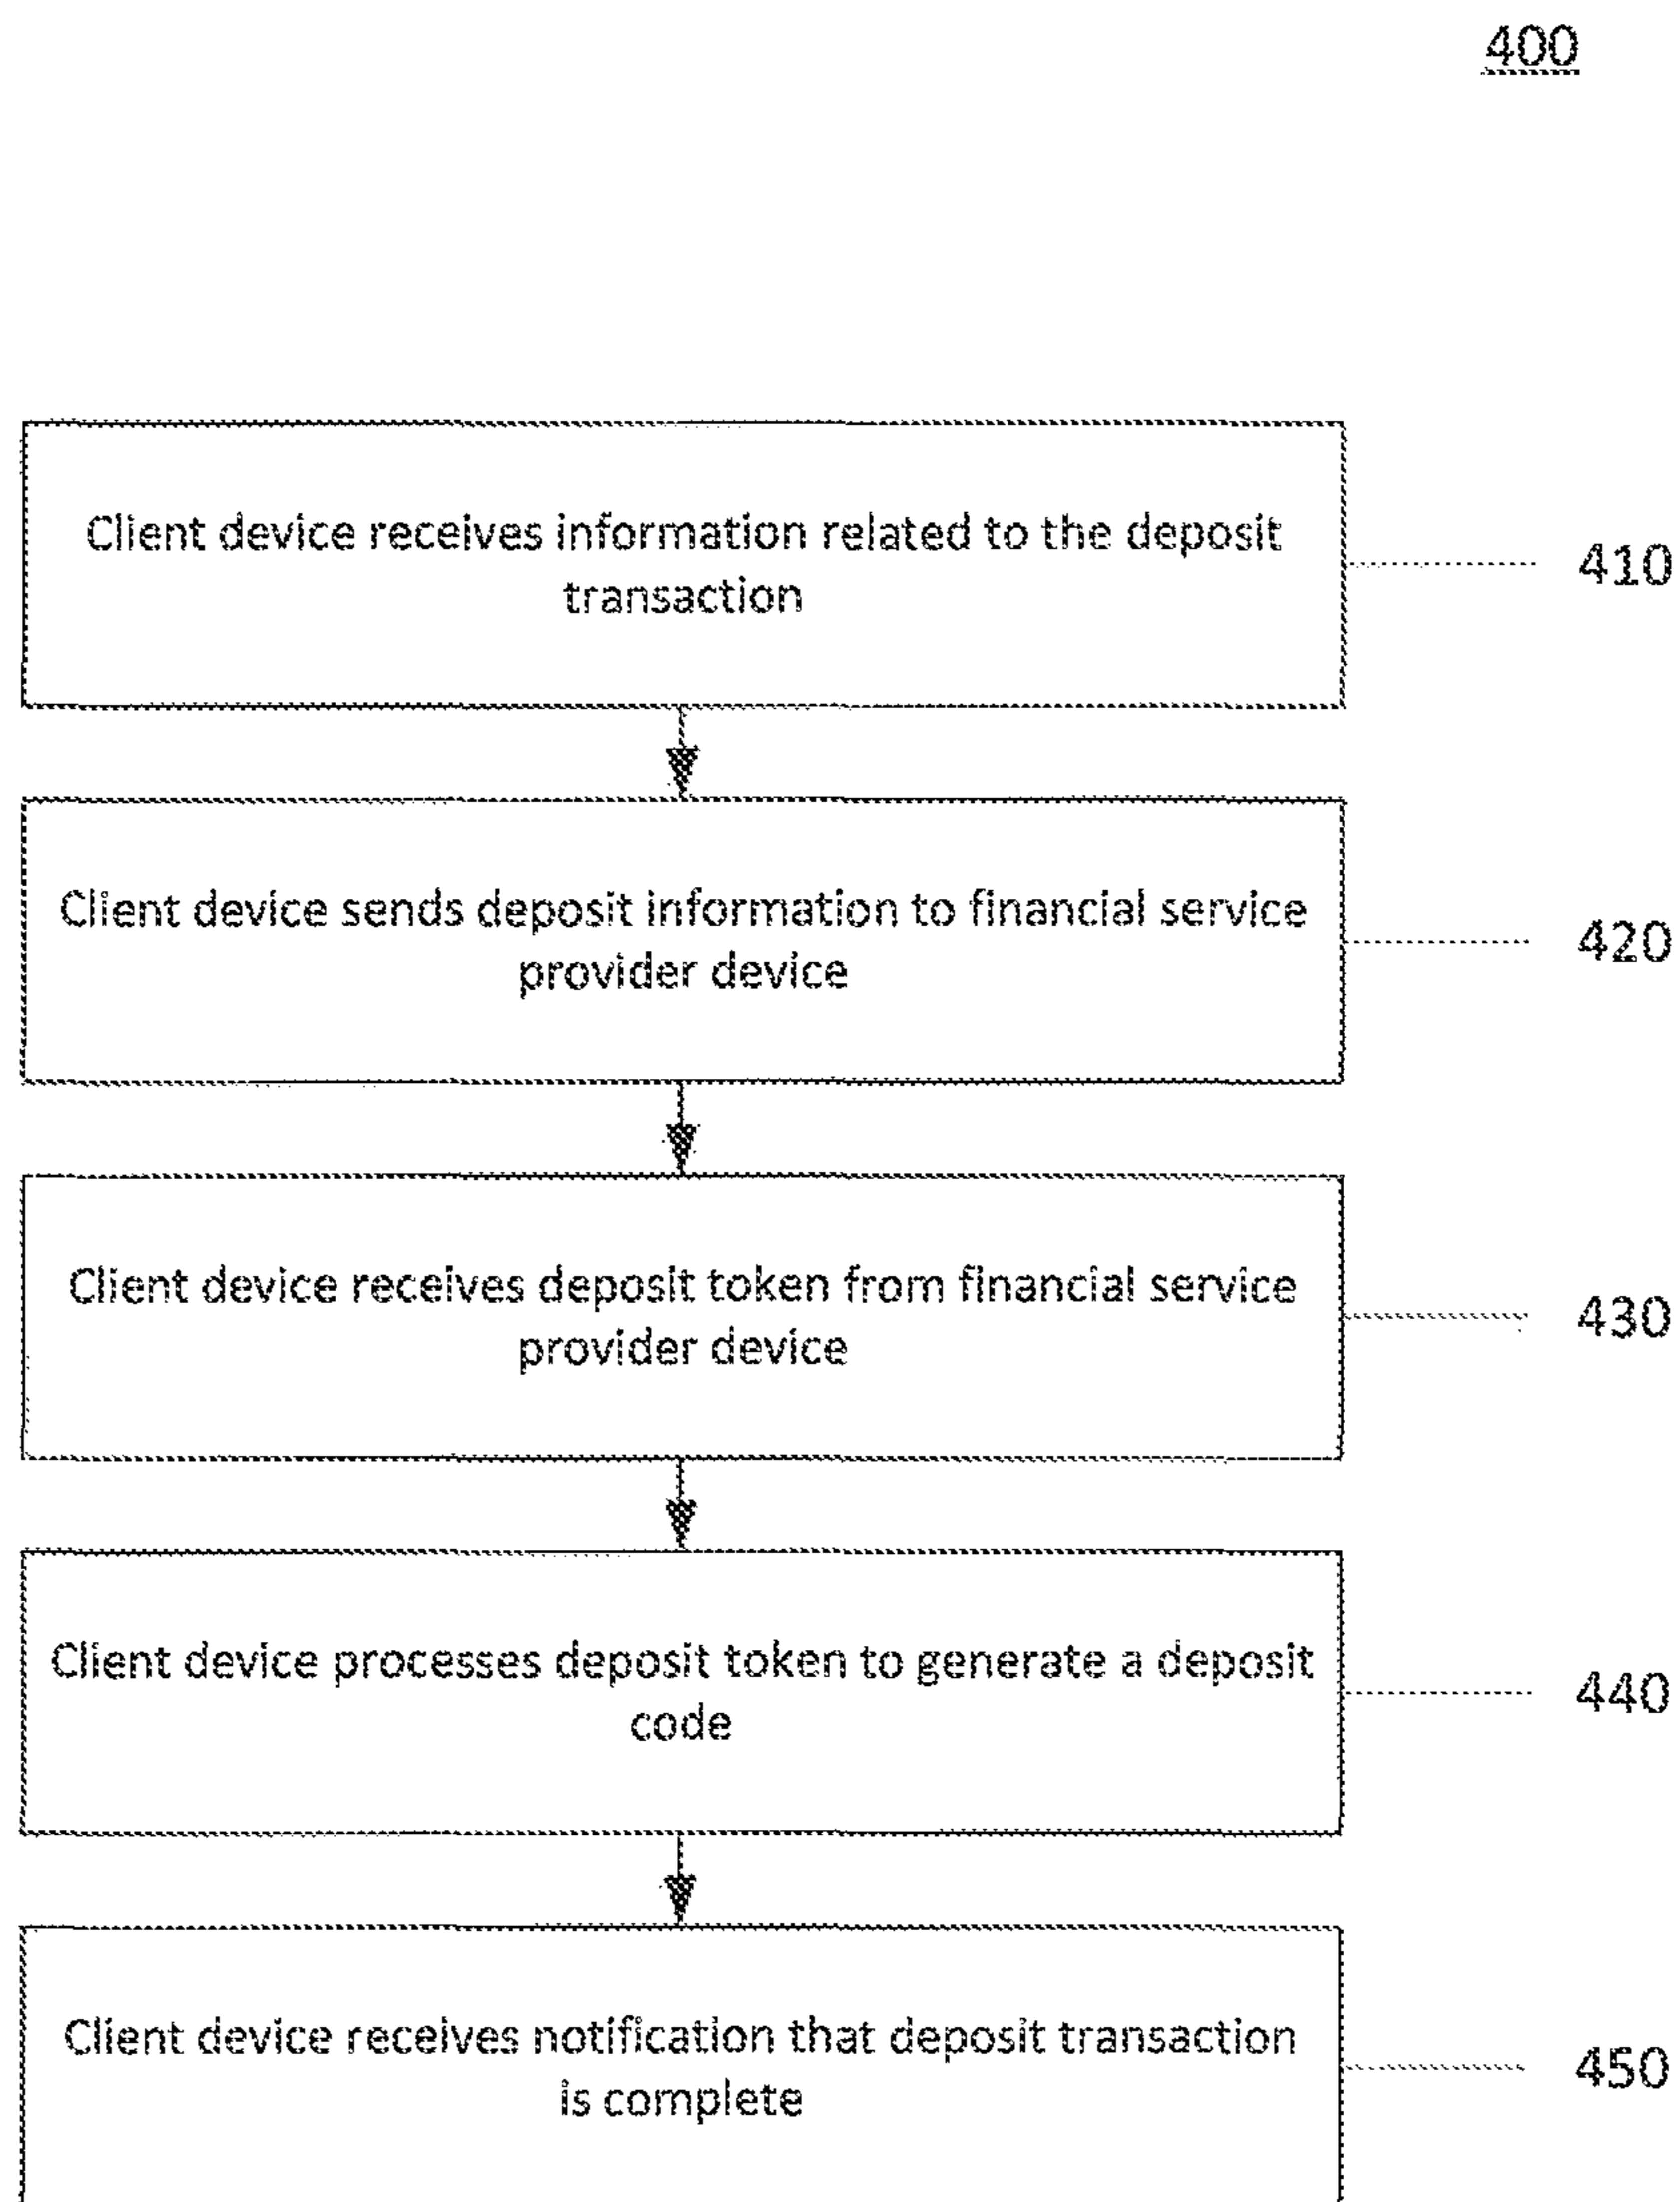 400
Client device receives information related to the deposit
transaction
410
Client device sends deposit information to financial service
provider device
420
Client device receives deposit token from financial service
provider device
430
Client device processes deposit token to generate a deposit
code
440
Client device receives notification that deposit transaction
is complete
450